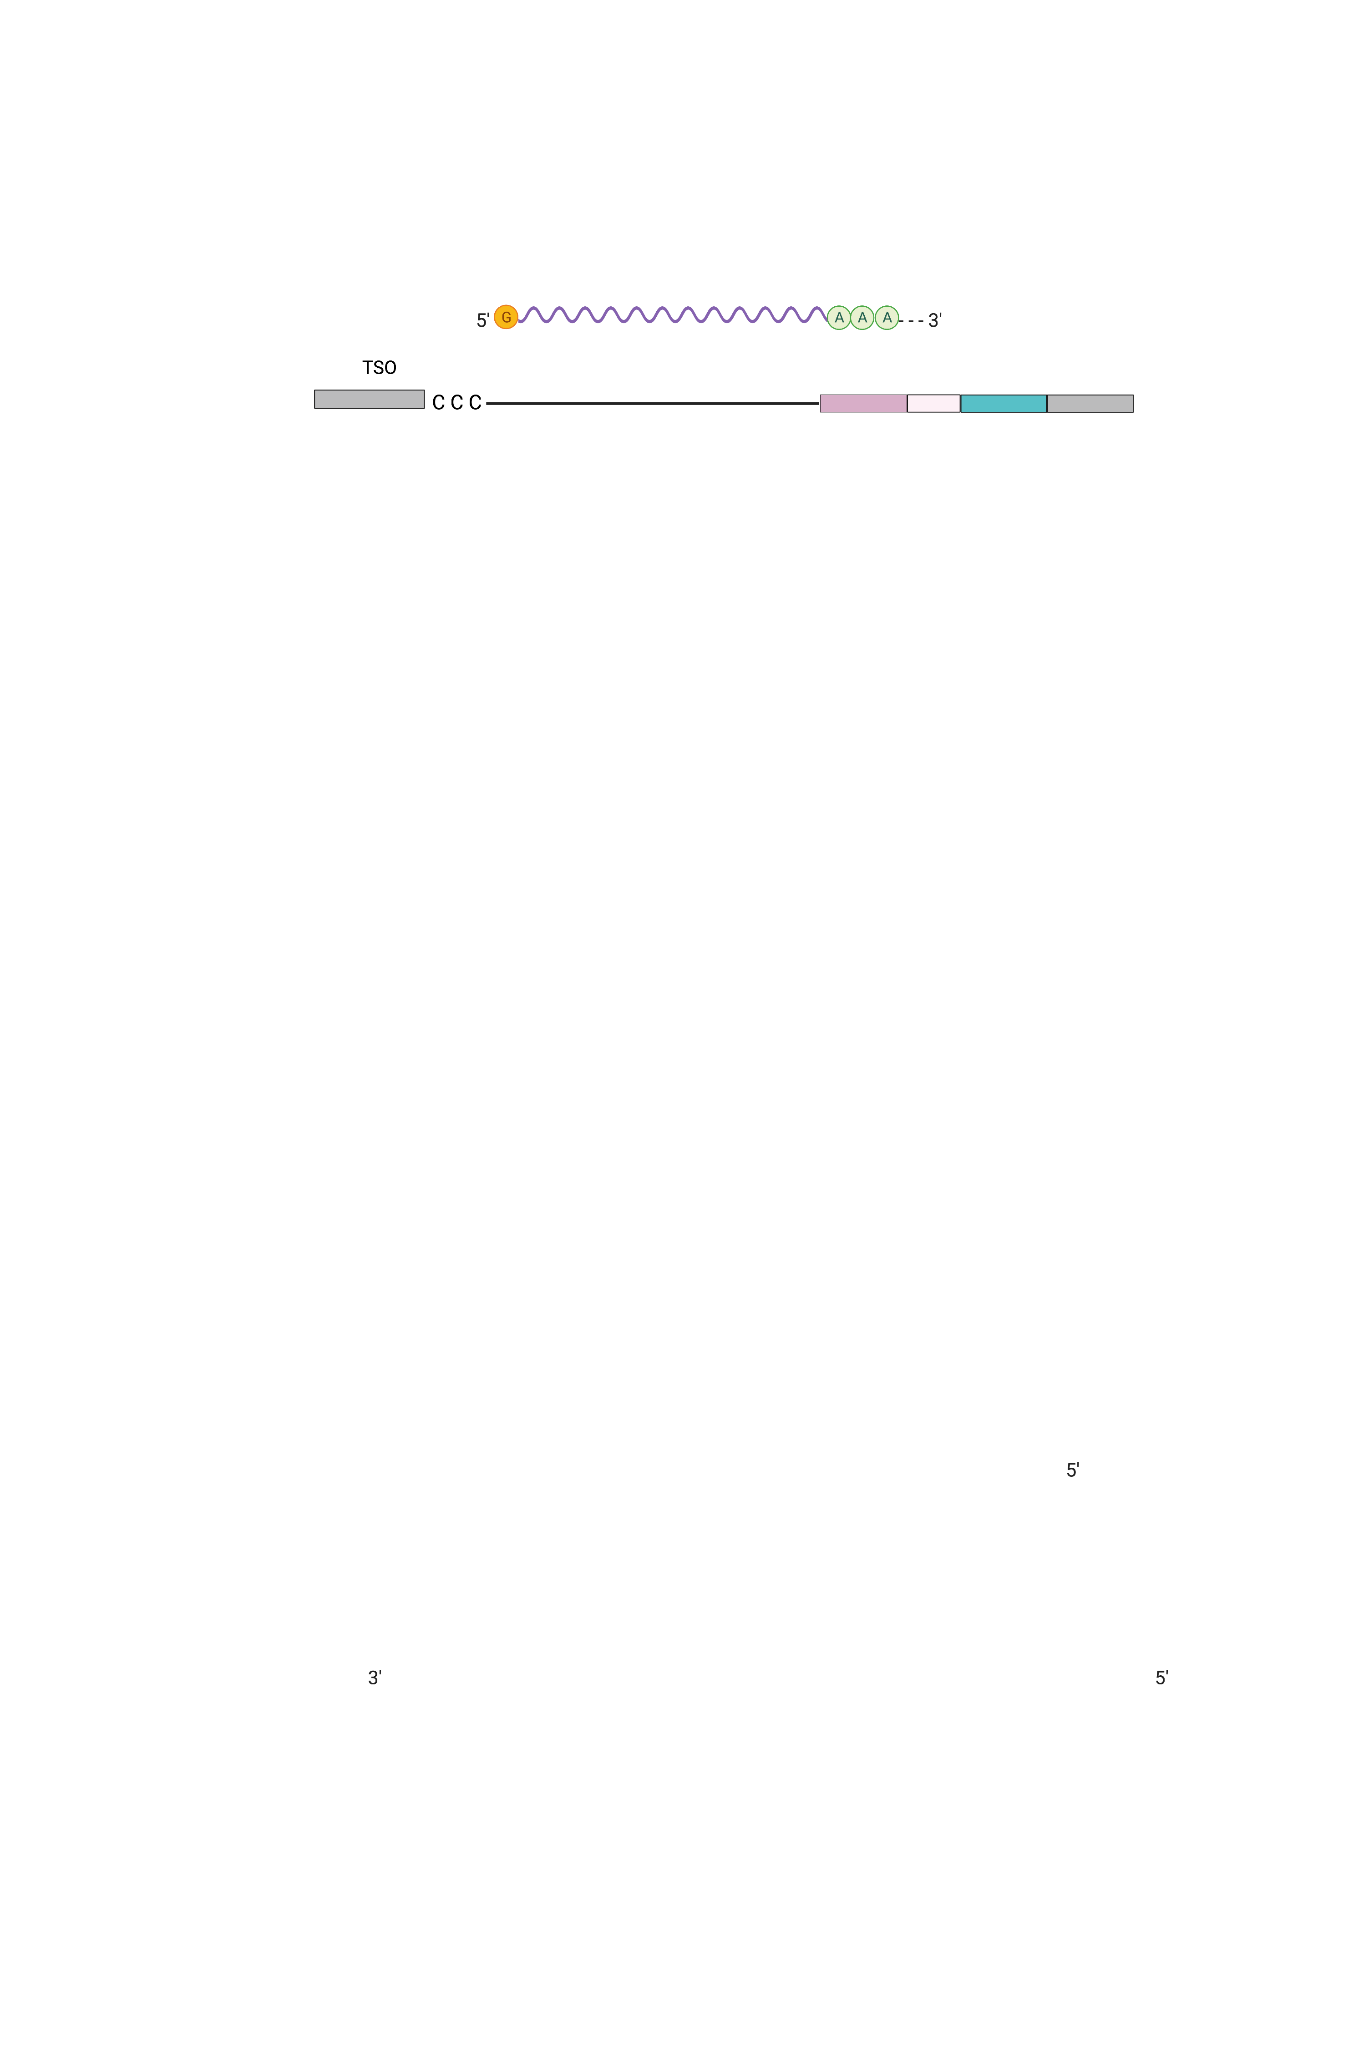 5' G A A A --- 3'
TSO
C C C
5'
3' 5'